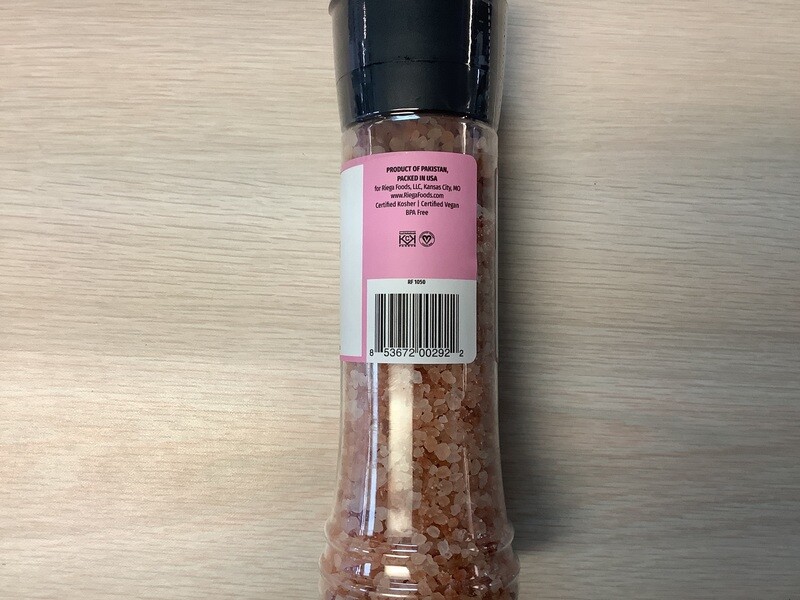 PRODUCT OF PAKISTAN,
PACKED IN USA
for Riega Foods, LLC, Kansas City, MO
www.RiegaFoods.com
Certified Kosher | Certified Vegan
BPA Free
RF 1050
8 53672 00292 2